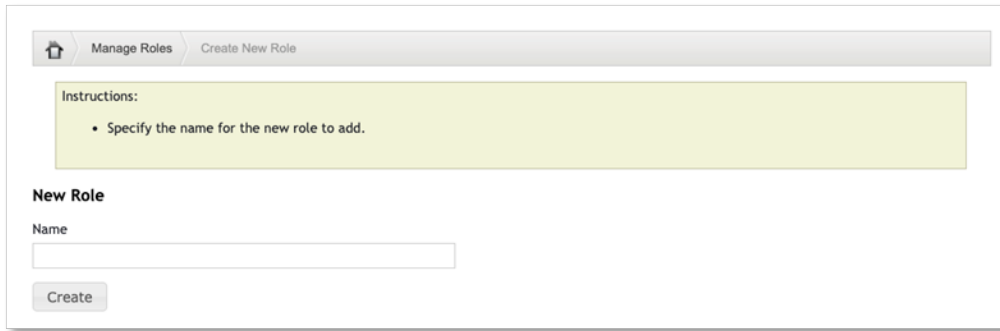 Manage Roles Create New Role
Instructions:
• Specify the name for the new role to add.
New Role
Name
Create